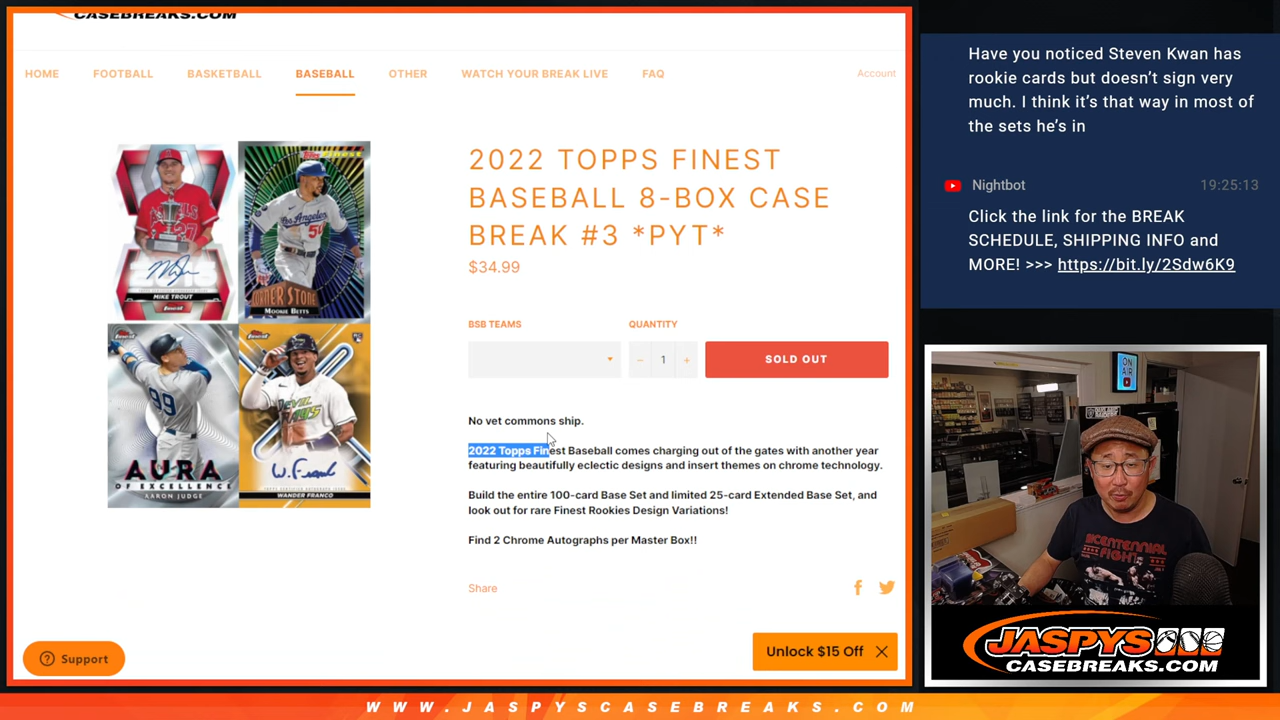 CASEBREAKS.COM
HOME
FOOTBALL
BASKETBALL
BASEBALL
OTHER
WATCH YOUR BREAK LIVE
FAQ
Account
MIKE TROUT
Finest
Topps Finest
CORNER STONE
MOOKIE BETTS
99
AURA
OF EXCELLENCE
AARON JUDGE
DEVIL
RAYS
WANDER FRANCO
2022 TOPPS FINEST
BASEBALL 8-BOX CASE
BREAK #3 *PYT*
$34.99
BSB TEAMS
QUANTITY
− 1 +
SOLD OUT
No vet commons ship.
2022 Topps Finest Baseball comes charging out of the gates with another year
featuring beautifully eclectic designs and insert themes on chrome technology.
Build the entire 100-card Base Set and limited 25-card Extended Base Set, and
look out for rare Finest Rookies Design Variations!
Find 2 Chrome Autographs per Master Box!!
Share
Support
Unlock $15 Off
Have you noticed Steven Kwan has
rookie cards but doesn’t sign very
much. I think it’s that way in most of
the sets he’s in
Nightbot 19:25:13
Click the link for the BREAK
SCHEDULE, SHIPPING INFO and
MORE! >>> https://bit.ly/2Sdw6K9
ON
AIR
BICENTENNIAL
FIGHT
JASPYS
CASEBREAKS.COM
WWW.JASPYSCASEBREAKS.COM